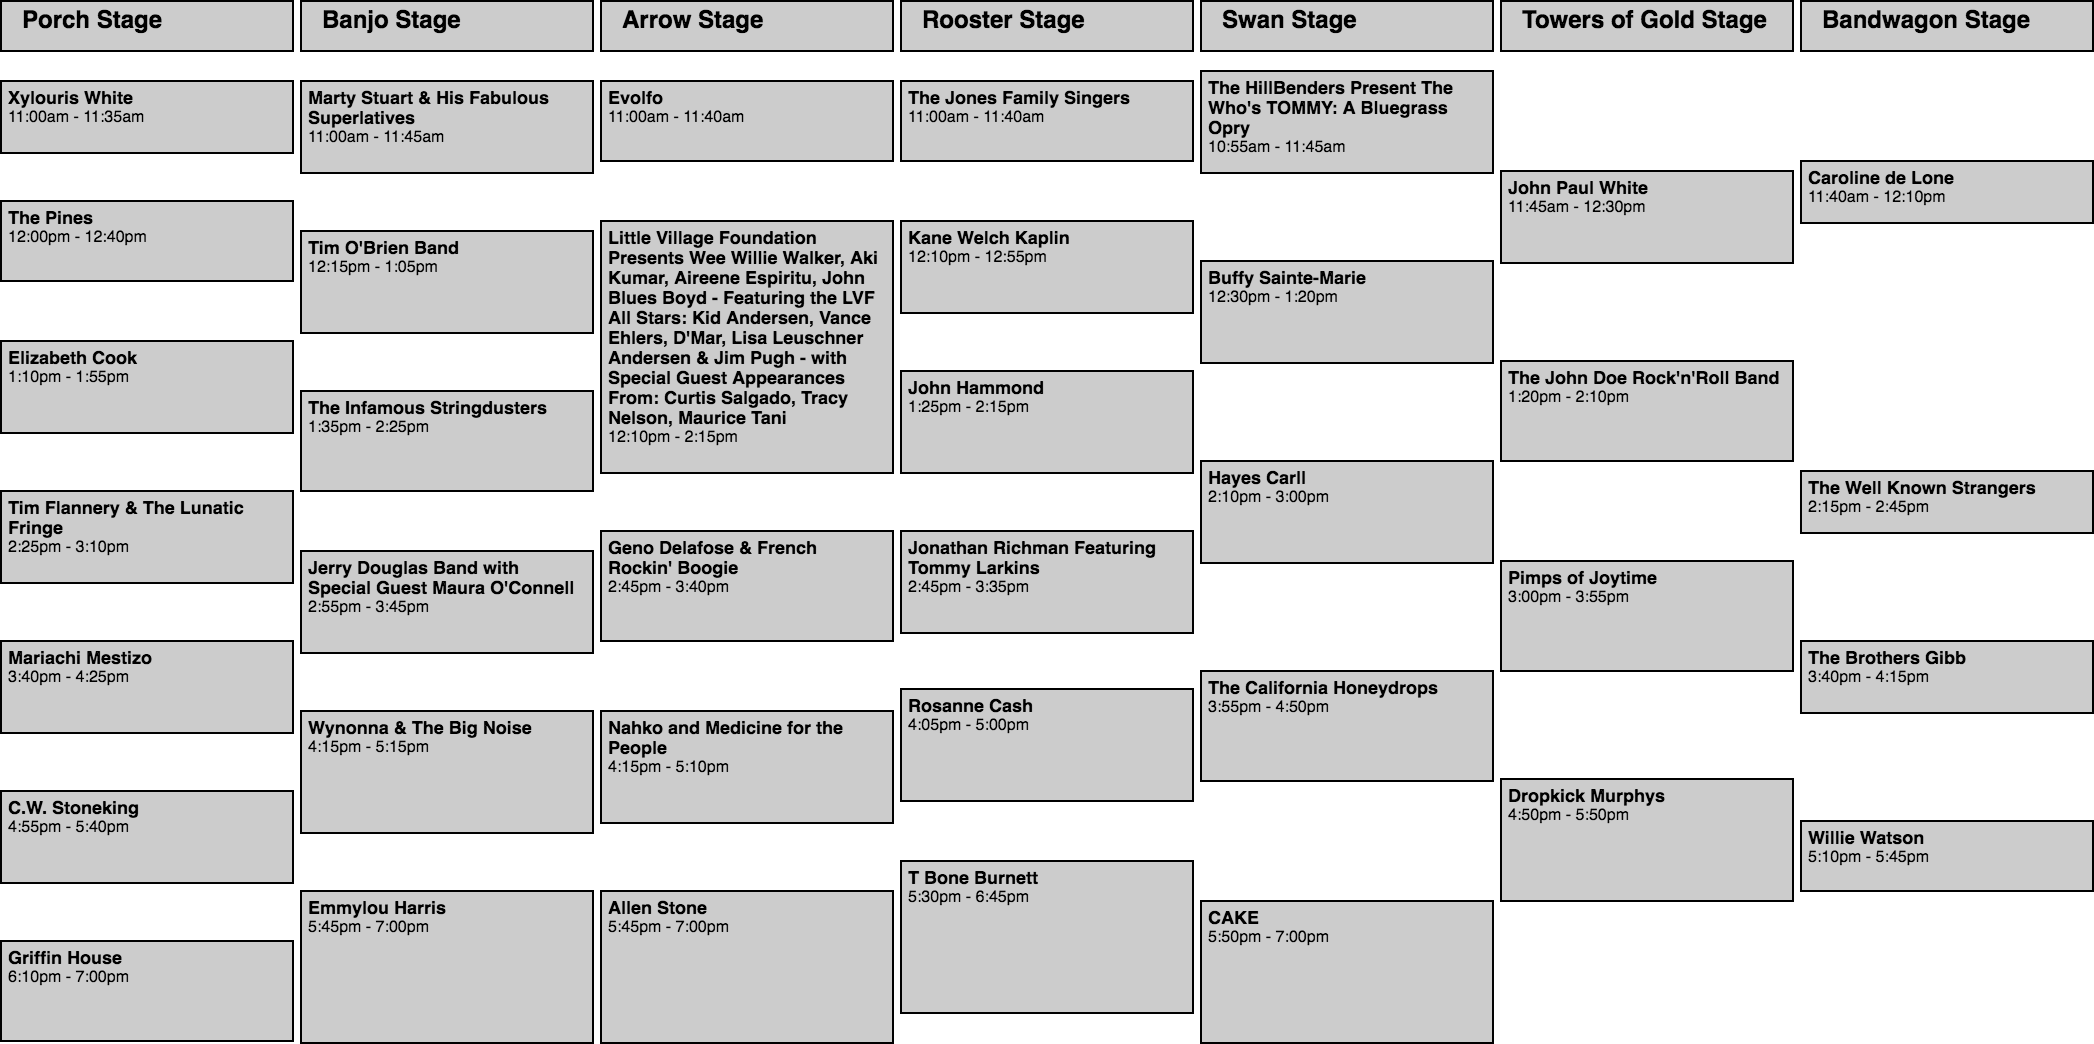 Porch Stage
Xylouris White
11:00am - 11:35am
The Pines
12:00pm - 12:40pm
Elizabeth Cook
1:10pm - 1:55pm
Tim Flannery & The Lunatic
Fringe
2:25pm - 3:10pm
Mariachi Mestizo
3:40pm - 4:25pm
C.W. Stoneking
4:55pm - 5:40pm
Griffin House
6:10pm - 7:00pm
Banjo Stage
Marty Stuart & His Fabulous
Superlatives
11:00am - 11:45am
Tim O'Brien Band
12:15pm - 1:05pm
The Infamous Stringdusters
1:35pm - 2:25pm
Jerry Douglas Band with
Special Guest Maura O'Connell
2:55pm - 3:45pm
Wynonna & The Big Noise
4:15pm - 5:15pm
Emmylou Harris
5:45pm - 7:00pm
Arrow Stage
Evolfo
11:00am - 11:40am
Little Village Foundation
Presents Wee Willie Walker, Aki
Kumar, Aireene Espiritu, John
Blues Boyd - Featuring the LVF
All Stars: Kid Andersen, Vance
Ehlers, D'Mar, Lisa Leuschner
Andersen & Jim Pugh - with
Special Guest Appearances
From: Curtis Salgado, Tracy
Nelson, Maurice Tani
12:10pm - 2:15pm
Geno Delafose & French
Rockin' Boogie
2:45pm - 3:40pm
Nahko and Medicine for the
People
4:15pm - 5:10pm
Allen Stone
5:45pm - 7:00pm
Rooster Stage
The Jones Family Singers
11:00am - 11:40am
Kane Welch Kaplin
12:10pm - 12:55pm
John Hammond
1:25pm - 2:15pm
Jonathan Richman Featuring
Tommy Larkins
2:45pm - 3:35pm
Rosanne Cash
4:05pm - 5:00pm
T Bone Burnett
5:30pm - 6:45pm
Swan Stage
The HillBenders Present The
Who's TOMMY: A Bluegrass
Opry
10:55am - 11:45am
Buffy Sainte-Marie
12:30pm - 1:20pm
Hayes Carll
2:10pm - 3:00pm
The California Honeydrops
3:55pm - 4:50pm
CAKE
5:50pm - 7:00pm
Towers of Gold Stage
John Paul White
11:45am - 12:30pm
The John Doe Rock'n'Roll Band
1:20pm - 2:10pm
Pimps of Joytime
3:00pm - 3:55pm
Dropkick Murphys
4:50pm - 5:50pm
Bandwagon Stage
Caroline de Lone
11:40am - 12:10pm
The Well Known Strangers
2:15pm - 2:45pm
The Brothers Gibb
3:40pm - 4:15pm
Willie Watson
5:10pm - 5:45pm